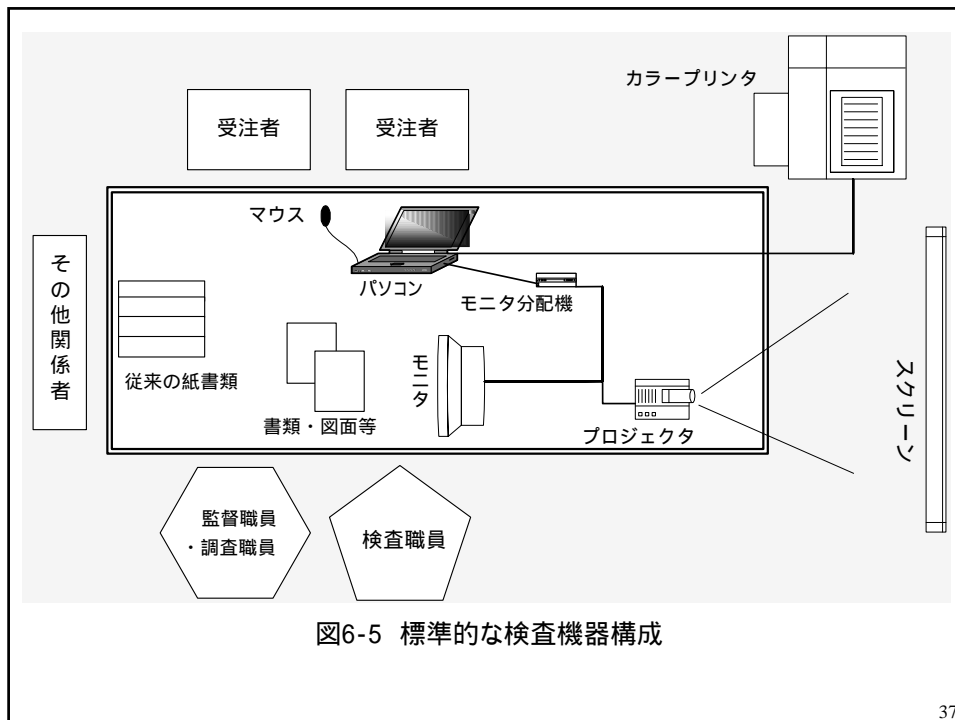 カラープリンタ
受注者
受注者
マウス
パソコン
モニタ分配機
その他関係者
従来の紙書類
書類・図面等
モニタ
プロジェクタ
スクリーン
監督職員
・調査職員
検査職員
図6-5 標準的な検査機器構成
37